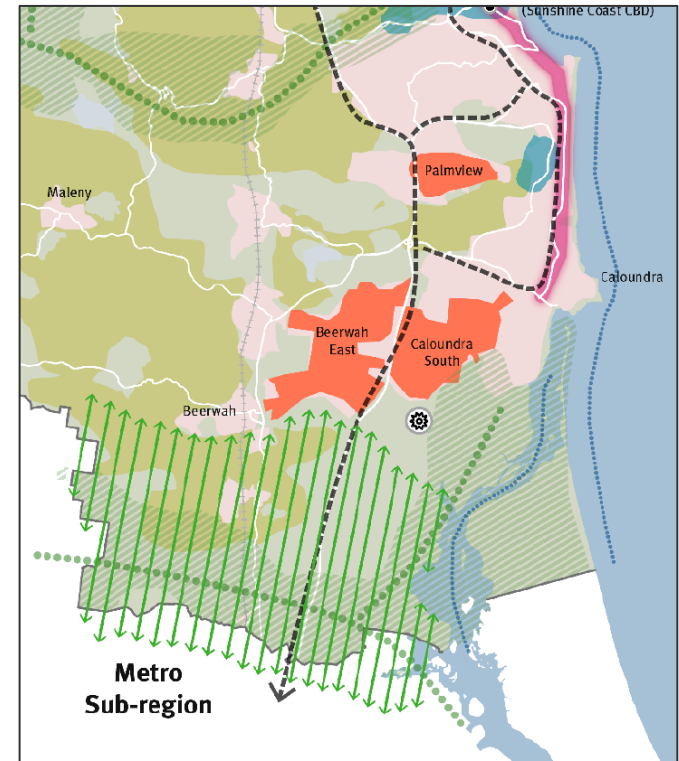 (Sunshine Coast CBD)
Palmview
Maleny
Caloundra
Beerwah
East
Caloundra
South
Beerwah
Metro
Sub-region